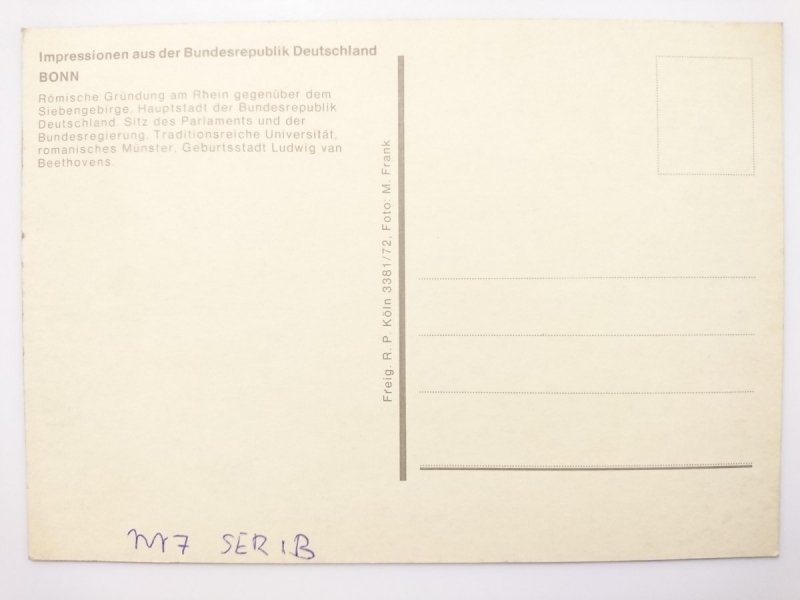 Impressionen aus der Bundesrepublik Deutschland
BONN
Römische Gründung am Rhein gegenüber dem
Siebengebirge, Hauptstadt der Bundesrepublik
Deutschland. Sitz des Parlaments und der
Bundesregierung. Traditionsreiche Universität,
romanisches Münster, Geburtsstadt Ludwig van
Beethovens.
Freig. R. P. Köln 3381/72, Foto: M. Frank
SER